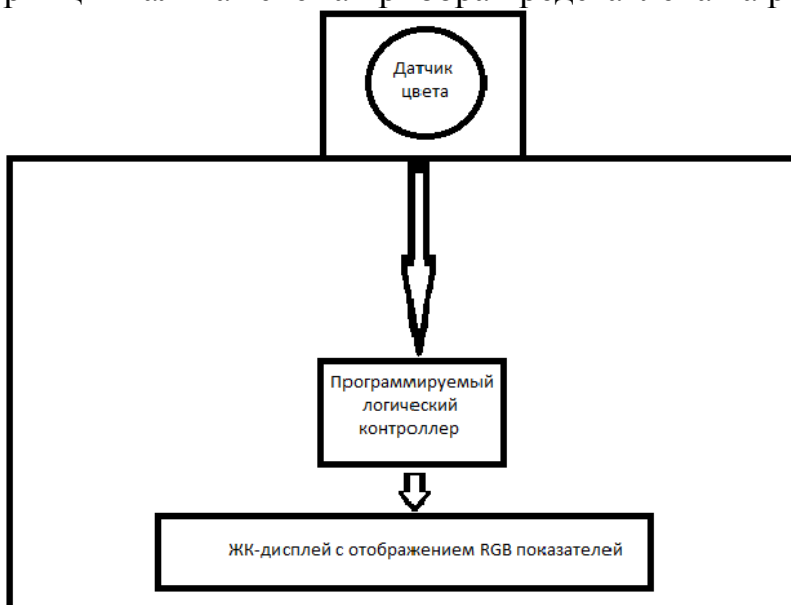 Датчик
цвета
Программируемый
логический
контроллер
ЖК-дисплей с отображением RGB показателей